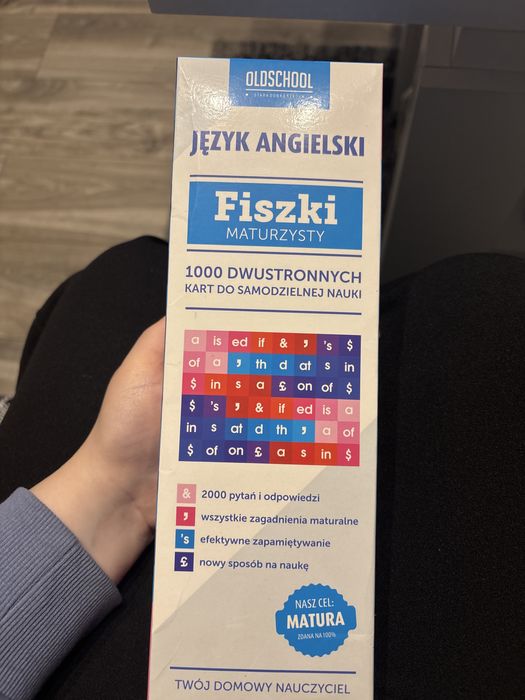 OLDSCHOOL
JĘZYK ANGIELSKI
Fiszki
MATURZYSTY
1000 DWUSTRONNYCH
KART DO SAMODZIELNEJ NAUKI
a is ed if & , 's $
of a , th d at s in
$ in s a £ on of $
$ 's , & if ed is a
in s at d th , a of
$ of on £ a s in $
& 2000 pytań i odpowiedzi
, wszystkie zagadnienia maturalne
's efektywne zapamiętywanie
£ nowy sposób na naukę
NASZ CEL:
MATURA
ZDANA NA 100%
TWÓJ DOMOWY NAUCZYCIEL